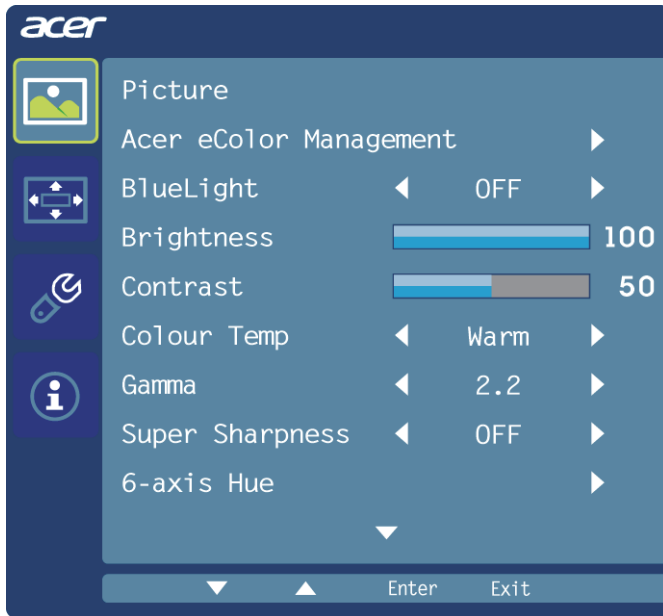 acer
Picture
Acer eColor Management
BlueLight OFF
Brightness 100
Contrast 50
Colour Temp Warm
Gamma 2.2
Super Sharpness OFF
6-axis Hue
Enter Exit